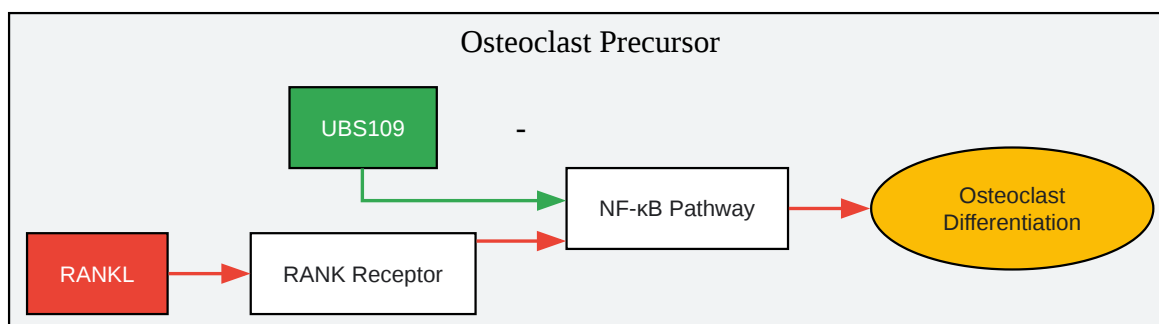 Osteoclast Precursor
UBS109
-
NF-κB Pathway
Osteoclast
Differentiation
RANKL
RANK Receptor